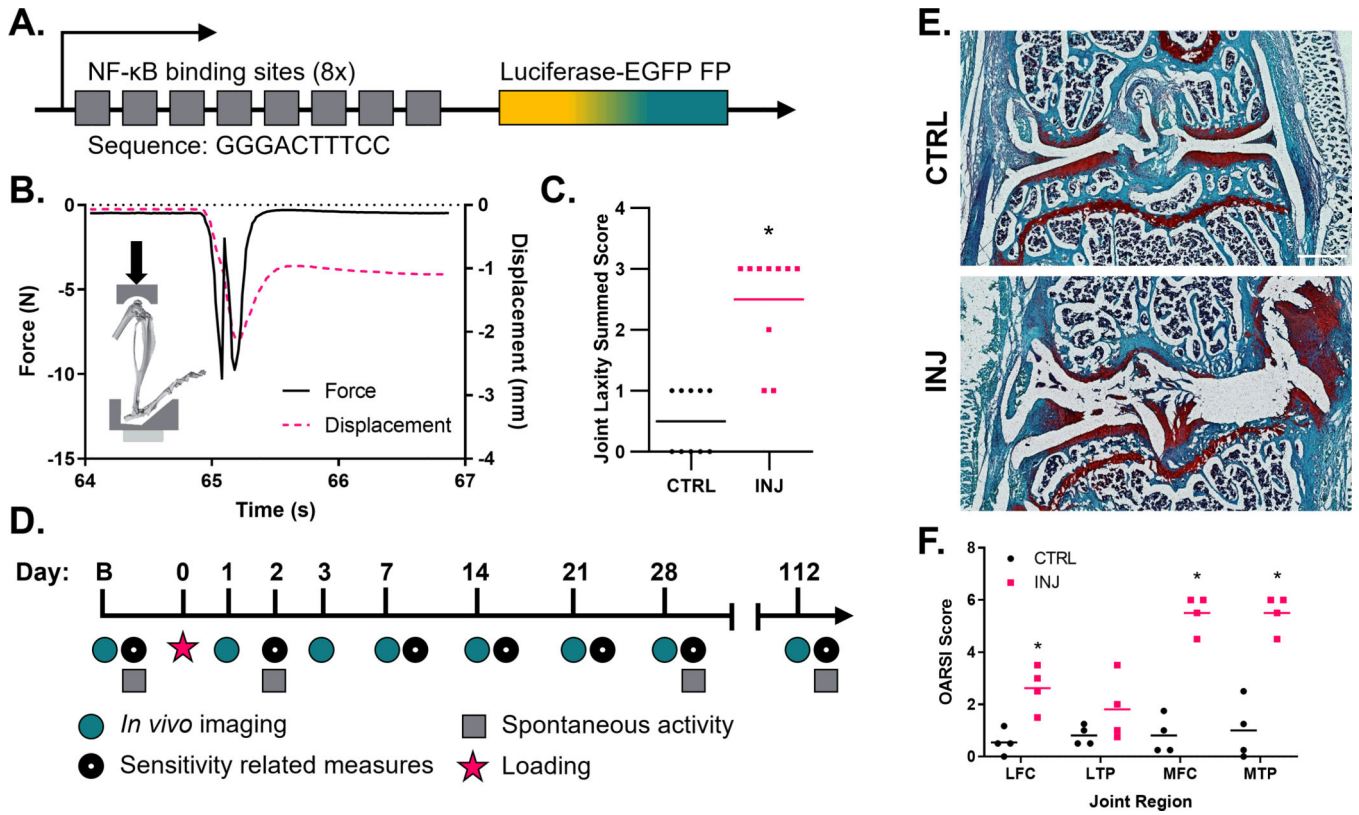 A.
NF-κB binding sites (8x)
Luciferase-EGFP FP
Sequence: GGGACTTTCC
B.
0
-5
-10
-15
Force (N)
0
-1
-2
-3
-4
Displacement (mm)
Force
Displacement
64
65
66
67
Time (s)
C.
4
3
2
1
0
Joint Laxity Summed Score
*
CTRL
INJ
D.
Day:
B
0
1
2
3
7
14
21
28
112
In vivo imaging
Spontaneous activity
Sensitivity related measures
Loading
E.
CTRL
INJ
F.
8
6
4
2
0
OARSI Score
CTRL
INJ
*
*
*
LFC
LTP
MFC
MTP
Joint Region